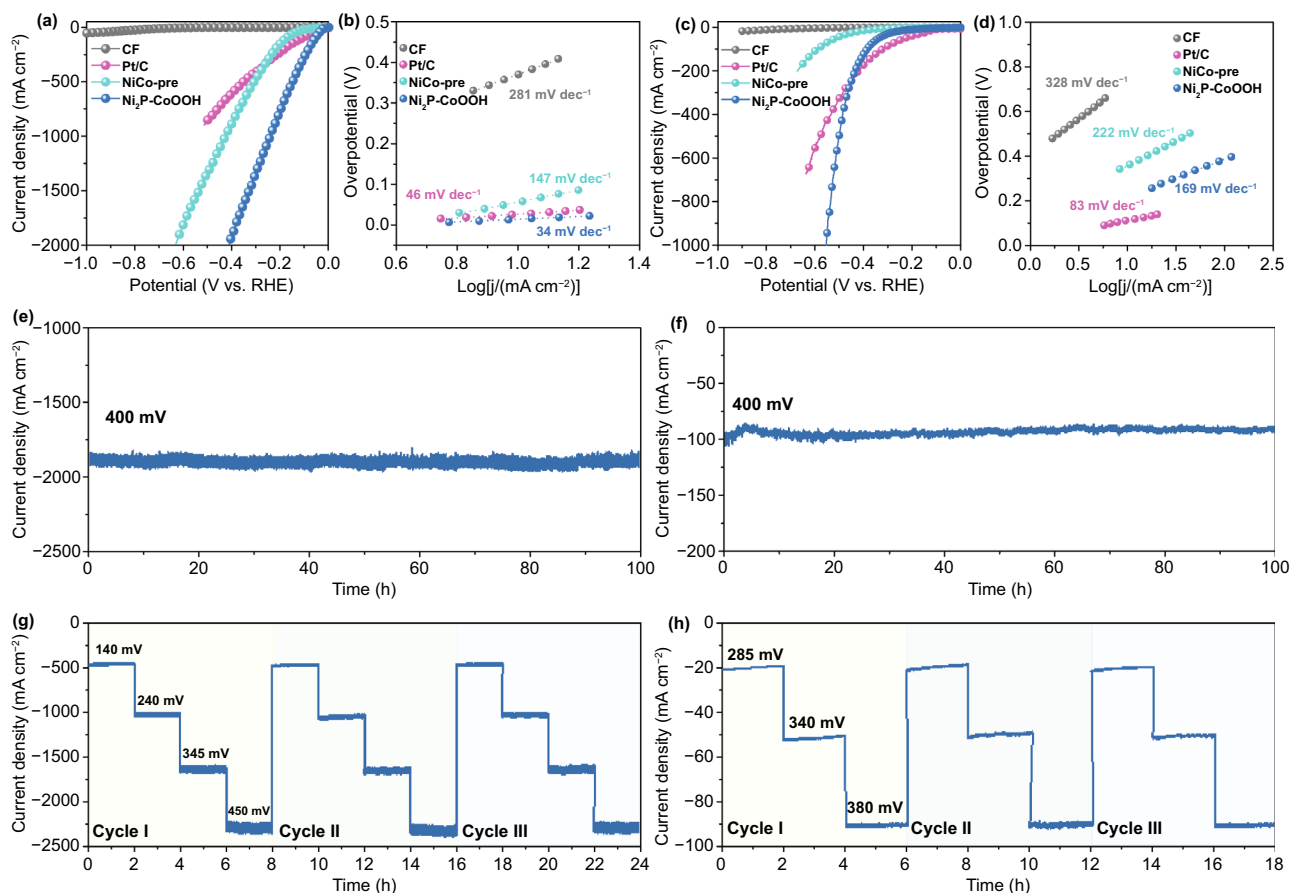 (a)
0
−500
−1000
−1500
−2000
Current density (mA cm⁻²)
CF
Pt/C
NiCo-pre
Ni₂P-CoOOH
−1.0 −0.8 −0.6 −0.4 −0.2 0.0
Potential (V vs. RHE)
(b)
0.5
0.4
0.3
0.2
0.1
0.0
Overpotential (V)
CF
Pt/C
NiCo-pre
Ni₂P-CoOOH
281 mV dec⁻¹
147 mV dec⁻¹
46 mV dec⁻¹
34 mV dec⁻¹
0.6 0.8 1.0 1.2 1.4
Log[j/(mA cm⁻²)]
(c)
0
−200
−400
−600
−800
−1000
Current density (mA cm⁻²)
CF
Pt/C
NiCo-pre
Ni₂P-CoOOH
−1.0 −0.8 −0.6 −0.4 −0.2 0.0
Potential (V vs. RHE)
(d)
1.0
0.8
0.6
0.4
0.2
0.0
Overpotential (V)
CF
Pt/C
NiCo-pre
Ni₂P-CoOOH
328 mV dec⁻¹
222 mV dec⁻¹
169 mV dec⁻¹
83 mV dec⁻¹
0.0 0.5 1.0 1.5 2.0 2.5
Log[j/(mA cm⁻²)]
(e)
−1000
−1500
−2000
−2500
Current density (mA cm⁻²)
400 mV
0 20 40 60 80 100
Time (h)
(f)
0
−50
−100
−150
−200
Current density (mA cm⁻²)
400 mV
0 20 40 60 80 100
Time (h)
(g)
0
−500
−1000
−1500
−2000
−2500
Current density (mA cm⁻²)
140 mV
240 mV
345 mV
450 mV
Cycle I Cycle II Cycle III
0 2 4 6 8 10 12 14 16 18 20 22 24
Time (h)
(h)
0
−20
−40
−60
−80
−100
Current density (mA cm⁻²)
285 mV
340 mV
380 mV
Cycle I Cycle II Cycle III
0 2 4 6 8 10 12 14 16 18
Time (h)